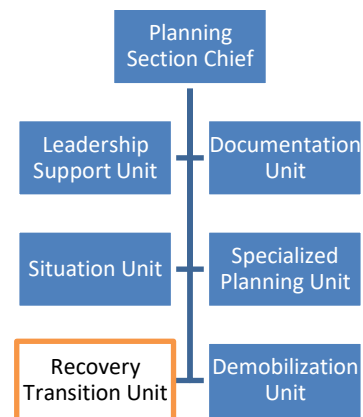 Planning
Section Chief
Leadership
Support Unit
Documentation
Unit
Situation Unit
Specialized
Planning Unit
Recovery
Transition Unit
Demobilization
Unit